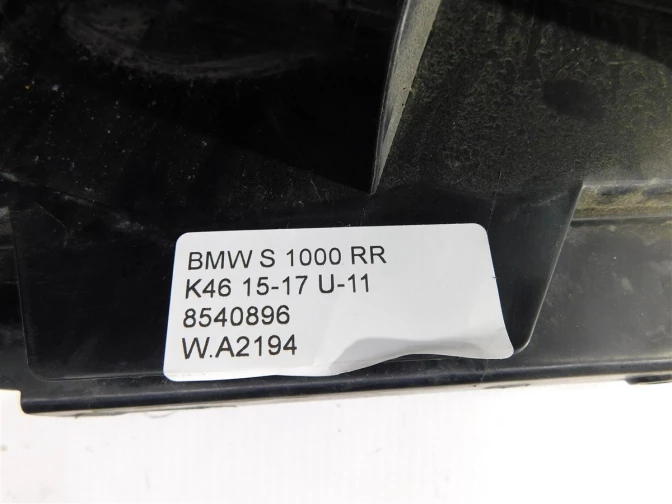 BMW S 1000 RR
K46 15-17 U-11
8540896
W.A2194